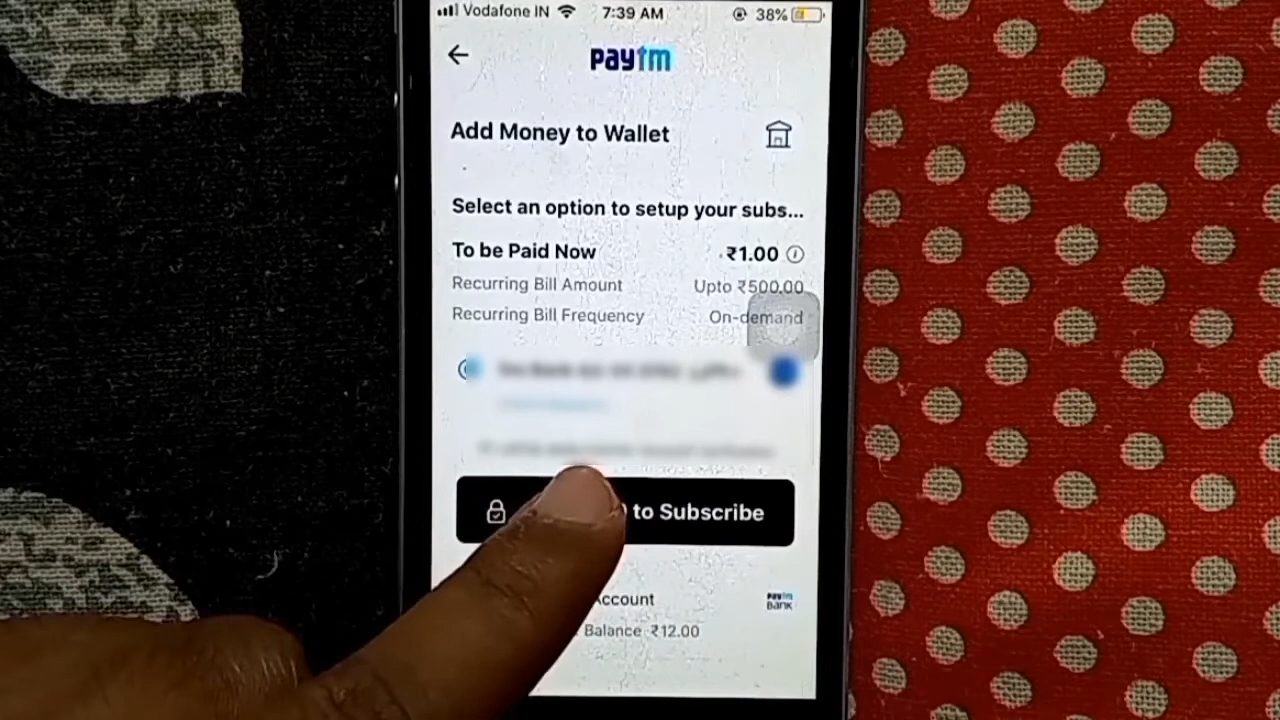 Vodafone IN 7:39 AM 38%
paytm
Add Money to Wallet
Select an option to setup your subs...
To be Paid Now ₹1.00
Recurring Bill Amount Upto ₹500.00
Recurring Bill Frequency On-demand
to Subscribe
Account paytm
Balance ₹12.00 BANK